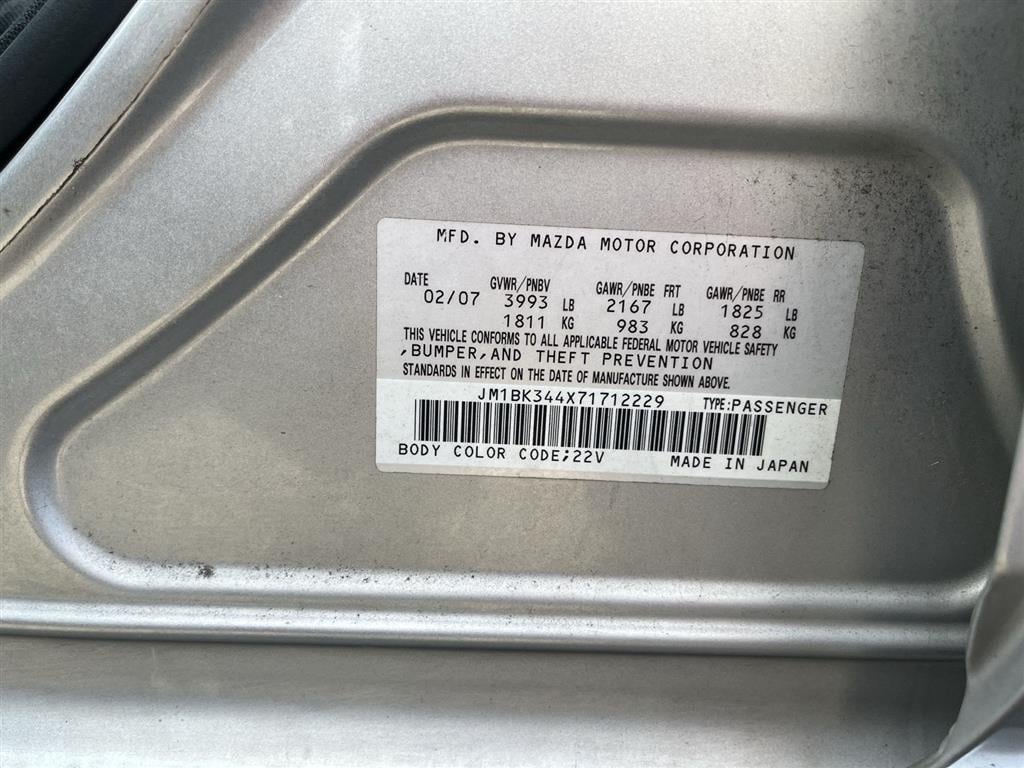 MFD. BY MAZDA MOTOR CORPORATION
DATE GVWR/PNBV GAWR/PNBE FRT GAWR/PNBE RR
02/07 3993 LB 2167 LB 1825 LB
1811 KG 983 KG 828 KG
THIS VEHICLE CONFORMS TO ALL APPLICABLE FEDERAL MOTOR VEHICLE SAFETY
,BUMPER,AND THEFT PREVENTION
STANDARDS IN EFFECT ON THE DATE OF MANUFACTURE SHOWN ABOVE.
JM1BK344X71712229 TYPE:PASSENGER
BODY COLOR CODE;22V MADE IN JAPAN